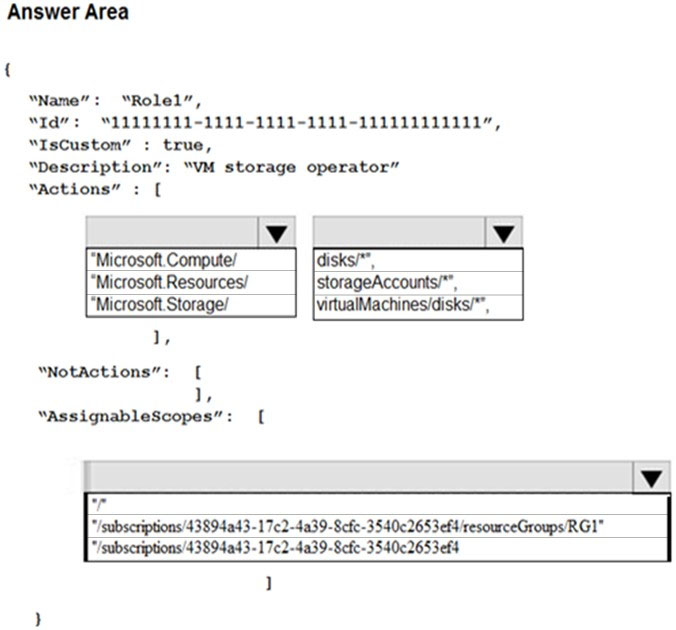 Answer Area
{
“Name”: “Role1”,
“Id”: “11111111-1111-1111-1111-111111111111”,
“IsCustom” : true,
“Description”: “VM storage operator”
“Actions” : [
“Microsoft.Compute/
“Microsoft.Resources/
“Microsoft.Storage/
disks/*”,
storageAccounts/*”,
virtualMachines/disks/*”,
],
“NotActions”: [
],
“AssignableScopes”: [
"/"
"/subscriptions/43894a43-17c2-4a39-8cfc-3540c2653ef4/resourceGroups/RG1"
"/subscriptions/43894a43-17c2-4a39-8cfc-3540c2653ef4
]
}